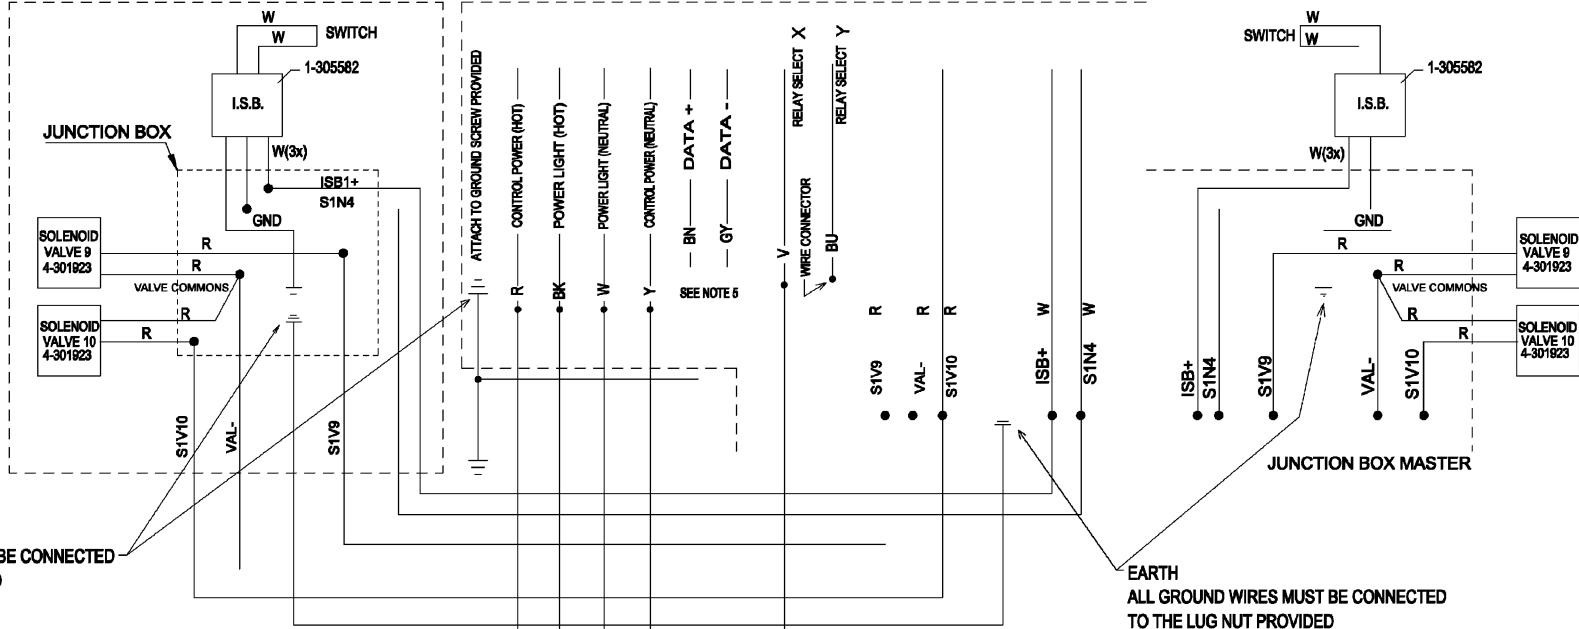 W
W
SWITCH
1-305582
I.S.B.
JUNCTION BOX
W(3x)
ISB1+
S1N4
GND
SOLENOID
VALVE 9
4-301923
R
R
VALVE COMMONS
R
SOLENOID
VALVE 10
4-301923
R
S1V10
VAL-
S1V9
BE CONNECTED
)
ATTACH TO GROUND SCREW PROVIDED
CONTROL POWER (HOT)
R
POWER LIGHT (HOT)
BK
POWER LIGHT (NEUTRAL)
W
CONTROL POWER (NEUTRAL)
Y
DATA +
BN
DATA -
GY
SEE NOTE 5
RELAY SELECT X
V
WIRE CONNECTOR
RELAY SELECT Y
BU
R
R
R
W
W
S1V9
VAL-
S1V10
ISB+
S1N4
EARTH
ALL GROUND WIRES MUST BE CONNECTED
TO THE LUG NUT PROVIDED
W
SWITCH
W
1-305582
I.S.B.
W(3x)
GND
R
SOLENOID
VALVE 9
4-301923
R
VALVE COMMONS
R
R
SOLENOID
VALVE 10
4-301923
ISB+
S1N4
S1V9
VAL-
S1V10
JUNCTION BOX MASTER